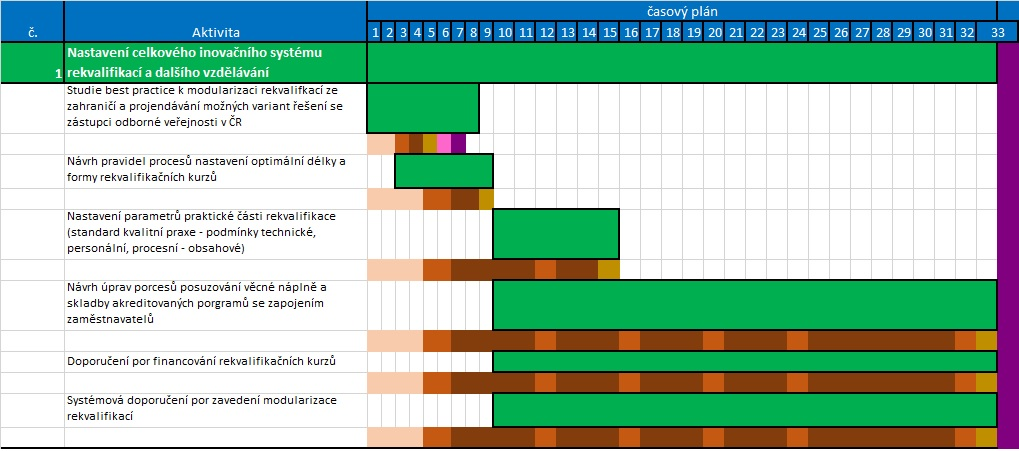 časový plán
č. Aktivita 1 2 3 4 5 6 7 8 9 10 11 12 13 14 15 16 17 18 19 20 21 22 23 24 25 26 27 28 29 30 31 32 33
Nastavení celkového inovačního systému
1 rekvalifikací a dalšího vzdělávání
Studie best practice k modularizaci rekvalifkací ze
zahraničí a projendávání možných variant řešení se
zástupci odborné veřejnosti v ČR
Návrh pravidel procesů nastavení optimální délky a
formy rekvalifikačních kurzů
Nastavení parametrů praktické části rekvalifikace
(standard kvalitní praxe - podmínky technické,
personální, procesní - obsahové)
Návrh úprav porcesů posuzování věcné náplně a
skladby akreditovaných porgramů se zapojením
zaměstnavatelů
Doporučení por financování rekvalifikačních kurzů
Systémová doporučení por zavedení modularizace
rekvalifikací